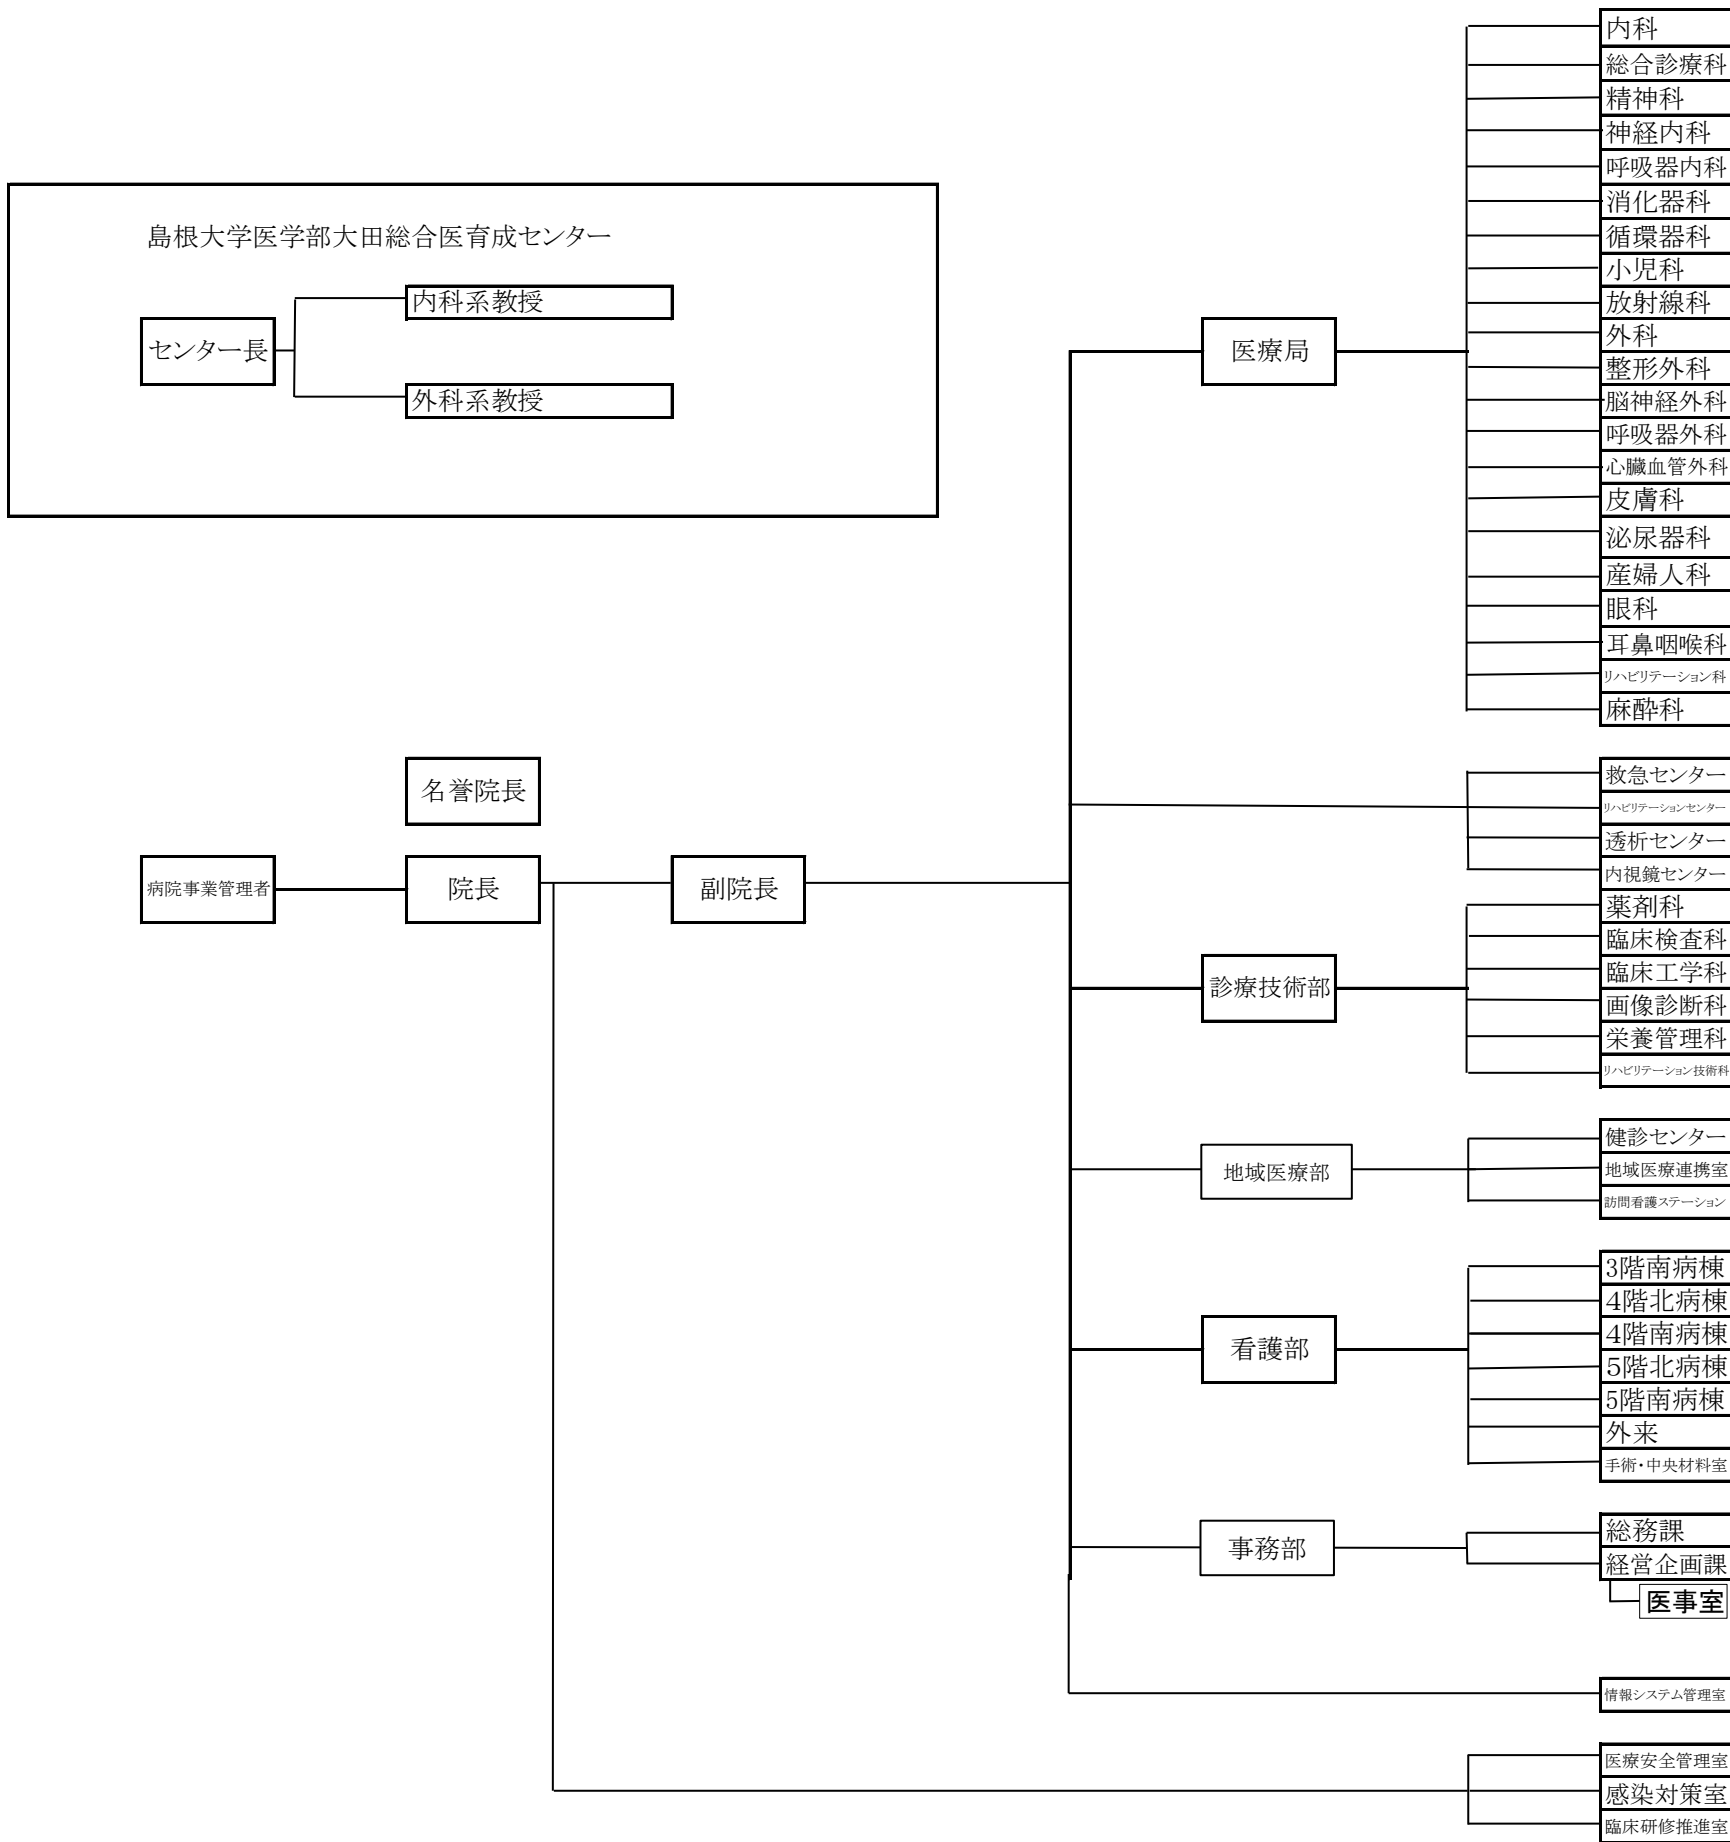 島根大学医学部大田総合医育成センター
センター長
内科系教授
外科系教授
名誉院長
病院事業管理者
院長
副院長
医療局
内科
総合診療科
精神科
神経内科
呼吸器内科
消化器科
循環器科
小児科
放射線科
外科
整形外科
脳神経外科
呼吸器外科
心臓血管外科
皮膚科
泌尿器科
産婦人科
眼科
耳鼻咽喉科
リハビリテーション科
麻酔科
救急センター
リハビリテーションセンター
透析センター
内視鏡センター
診療技術部
薬剤科
臨床検査科
臨床工学科
画像診断科
栄養管理科
リハビリテーション技術科
地域医療部
健診センター
地域医療連携室
訪問看護ステーション
看護部
3階南病棟
4階北病棟
4階南病棟
5階北病棟
5階南病棟
外来
手術・中央材料室
事務部
総務課
経営企画課
医事室
情報システム管理室
医療安全管理室
感染対策室
臨床研修推進室